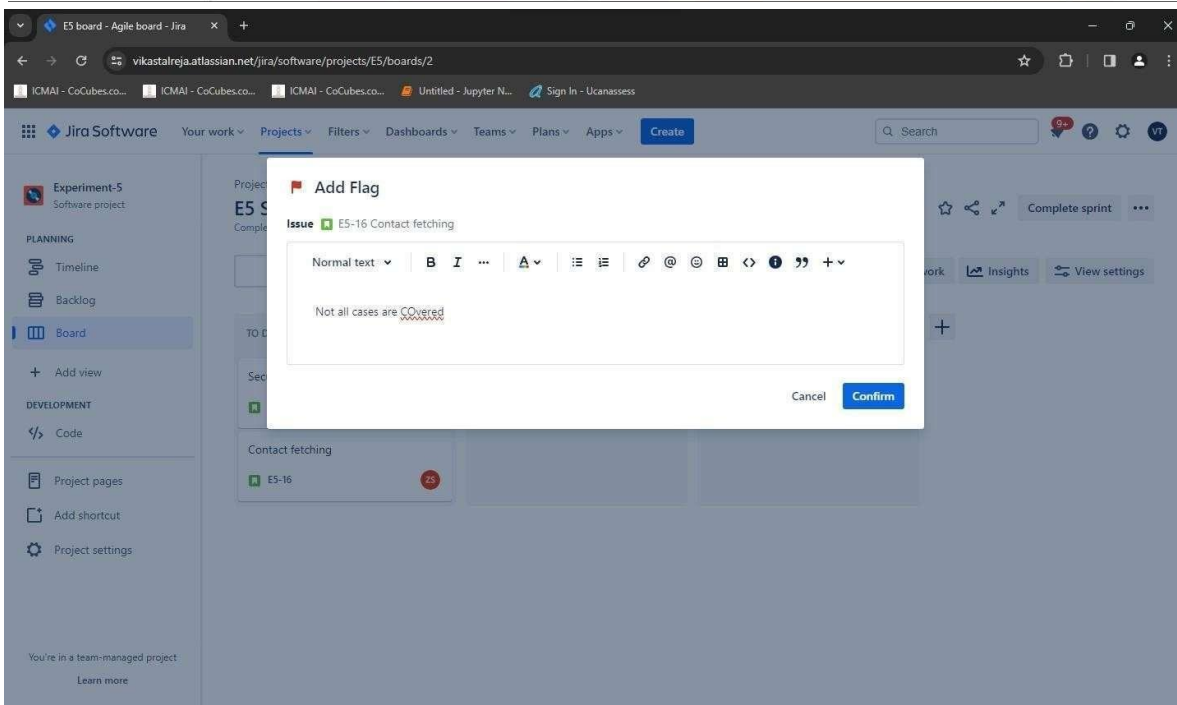 E5 board - Agile board - Jira
vikastalreja.atlassian.net/jira/software/projects/E5/boards/2
ICMAI - CoCubes.co... ICMAI - CoCubes.co... ICMAI - CoCubes.co... Untitled - Jupyter N... Sign In - Ucanassess
Jira Software Your work Projects Filters Dashboards Teams Plans Apps Create Search 9+ VT
Experiment-5
Software project
PLANNING
Timeline
Backlog
Board
Add view
DEVELOPMENT
Code
Project pages
Add shortcut
Project settings
You're in a team-managed project
Learn more
Projec
E5 S
Comple
Complete sprint
Insights View settings
Add Flag
Issue E5-16 Contact fetching
Normal text B I ... A
Not all cases are COvered
Cancel Confirm
TO D
Sec
Contact fetching
E5-16 ZS